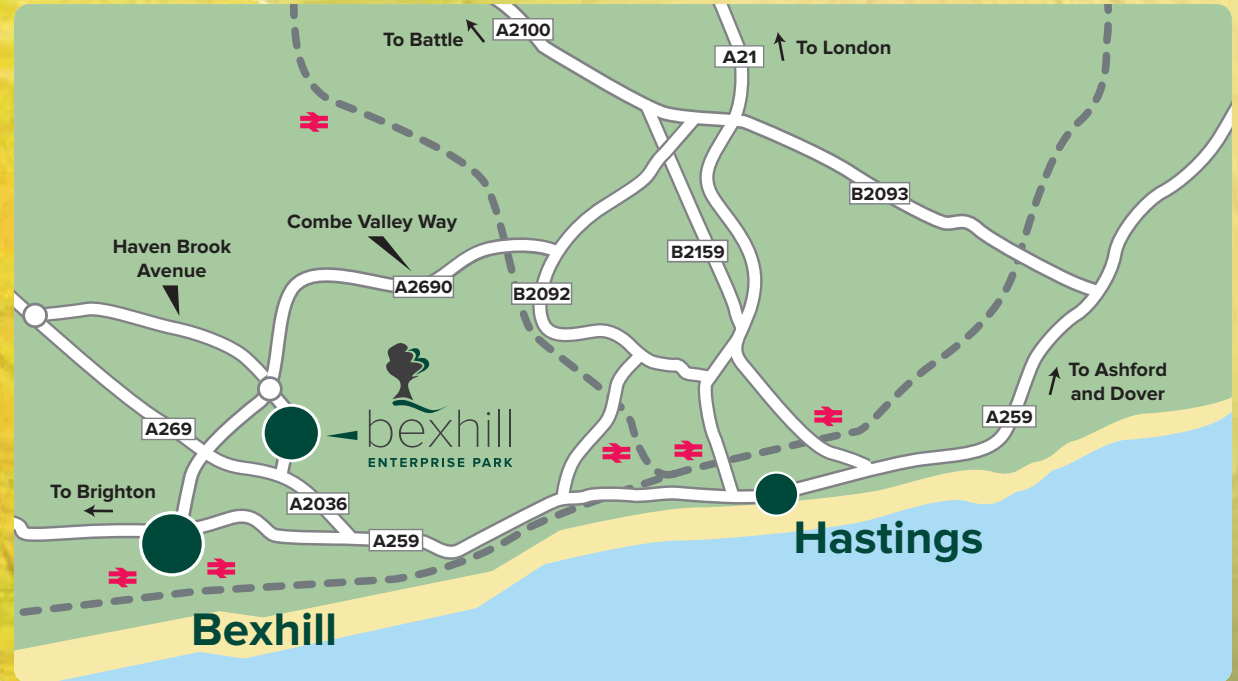 A2100
To Battle
A21
To London
B2093
Combe Valley Way
Haven Brook
Avenue
B2159
A2690
B2092
To Ashford
and Dover
A259
A269
bexhill
ENTERPRISE PARK
To Brighton
A2036
A259
Hastings
Bexhill